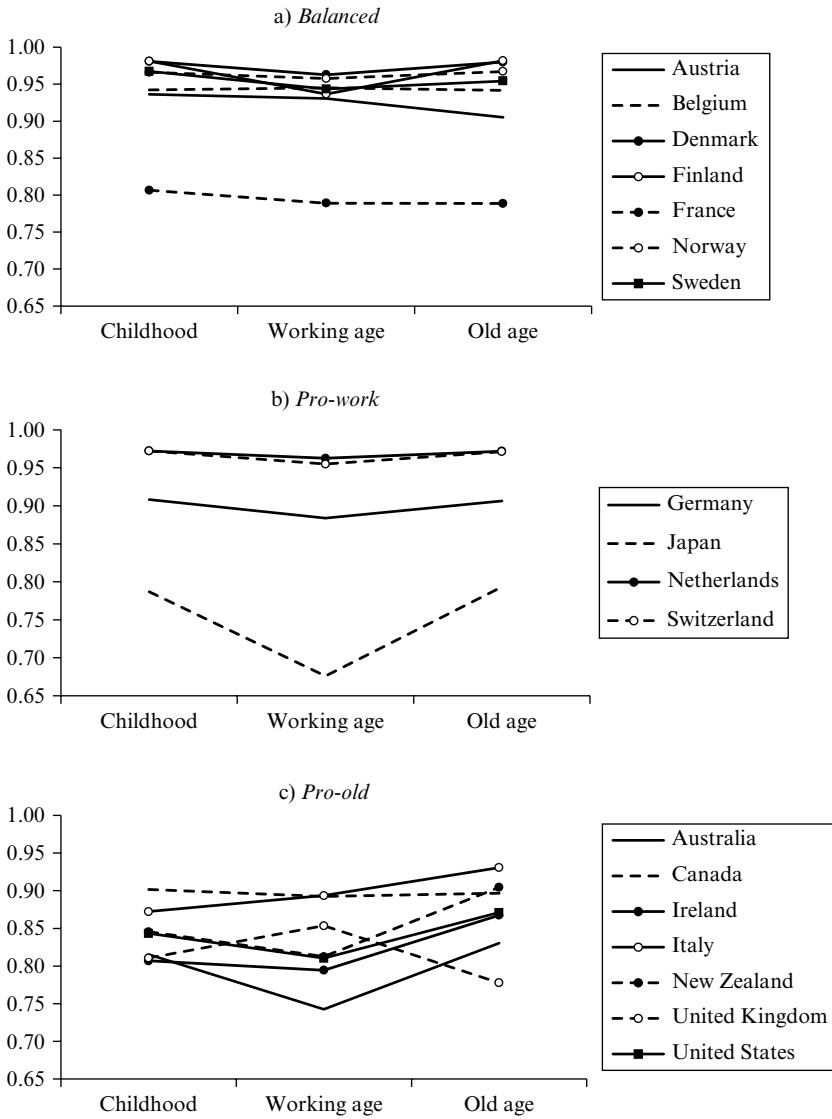 a) Balanced
1.00
0.95
0.90
0.85
0.80
0.75
0.70
0.65
Childhood Working age Old age
Austria
Belgium
Denmark
Finland
France
Norway
Sweden
b) Pro-work
1.00
0.95
0.90
0.85
0.80
0.75
0.70
0.65
Childhood Working age Old age
Germany
Japan
Netherlands
Switzerland
c) Pro-old
1.00
0.95
0.90
0.85
0.80
0.75
0.70
0.65
Childhood Working age Old age
Australia
Canada
Ireland
Italy
New Zealand
United Kingdom
United States